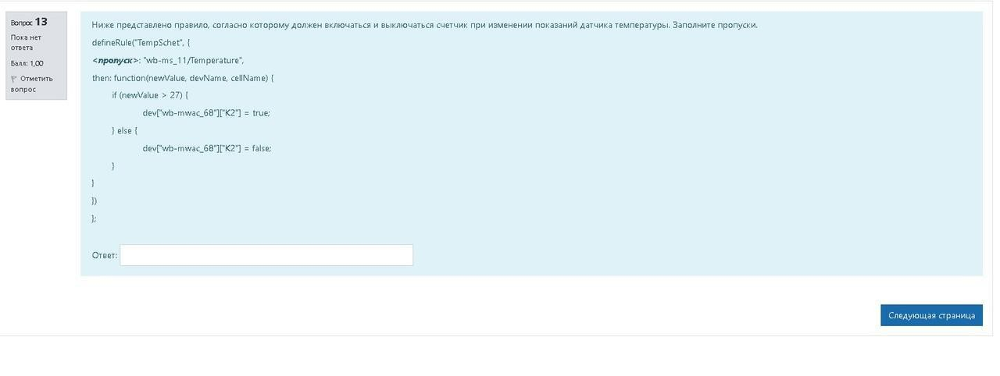 Вопрос 13
Пока нет
ответа
Балл: 1,00
Отметить
вопрос
Ниже представлено правило, согласно которому должен включаться и выключаться счетчик при изменении показаний датчика температуры. Заполните пропуски.
defineRule("TempSchet", {
<пропуск>: "wb-ms_11/Temperature",
then: function(newValue, devName, cellName) {
if (newValue > 27) {
dev["wb-mwac_68"]["K2"] = true;
} else {
dev["wb-mwac_68"]["K2"] = false;
}
}
})
};
Ответ:
Следующая страница